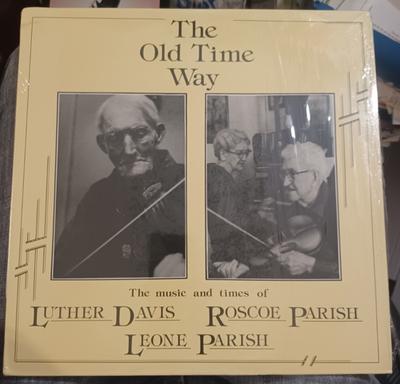 The
Old Time
Way
The music and times of
LUTHER DAVIS ROSCOE PARISH
LEONE PARISH